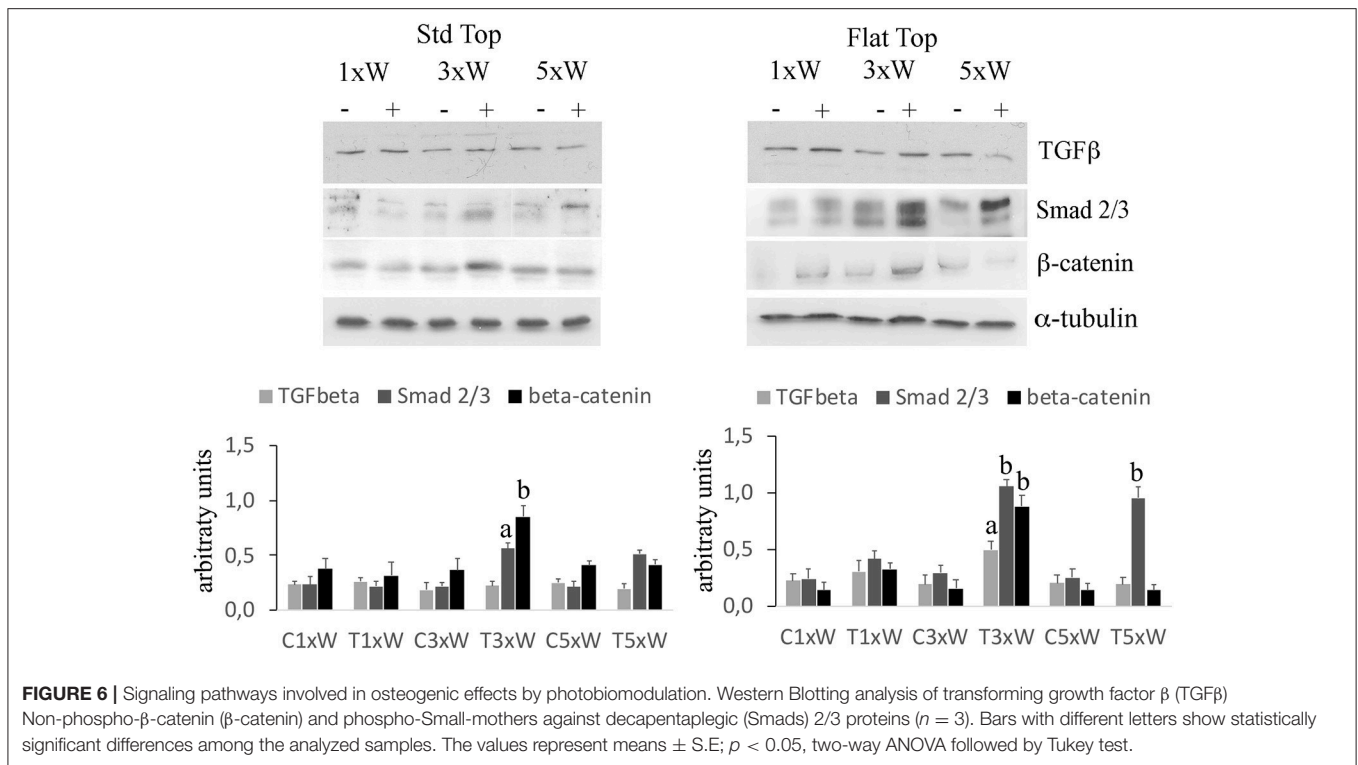 Std Top
1xW 3xW 5xW
- + - + - +
Flat Top
1xW 3xW 5xW
- + - + - +
TGFβ
Smad 2/3
β-catenin
α-tubulin
TGFbeta Smad 2/3 beta-catenin
arbitraty units
1,5
1,0
0,5
0,0
a b
C1xW T1xW C3xW T3xW C5xW T5xW
TGFbeta Smad 2/3 beta-catenin
arbitraty units
1,5
1,0
0,5
0,0
a b b b
C1xW T1xW C3xW T3xW C5xW T5xW
FIGURE 6 | Signaling pathways involved in osteogenic effects by photobiomodulation. Western Blotting analysis of transforming growth factor β (TGFβ)
Non-phospho-β-catenin (β-catenin) and phospho-Small-mothers against decapentaplegic (Smads) 2/3 proteins (n = 3). Bars with different letters show statistically
significant differences among the analyzed samples. The values represent means ± S.E; p < 0.05, two-way ANOVA followed by Tukey test.